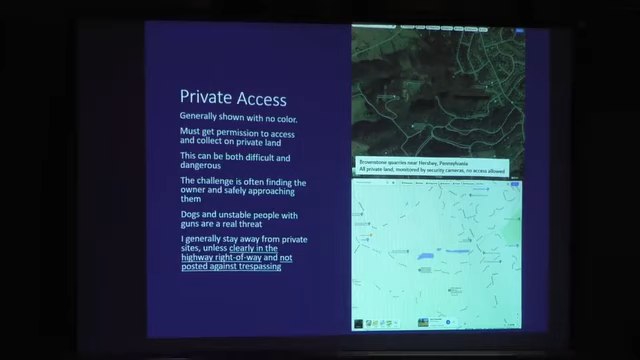 Private Access
Generally shown with no color.
Must get permission to access
and collect on private land
This can be both difficult and
dangerous
The challenge is often finding the
owner and safely approaching
them
Dogs and unstable people with
guns are a real threat
I generally stay away from private
sites, unless clearly in the
highway right-of-way and not
posted against trespassing
Brownstone quarries near Hershey, Pennsylvania
All private land, monitored by security cameras, no access allowed